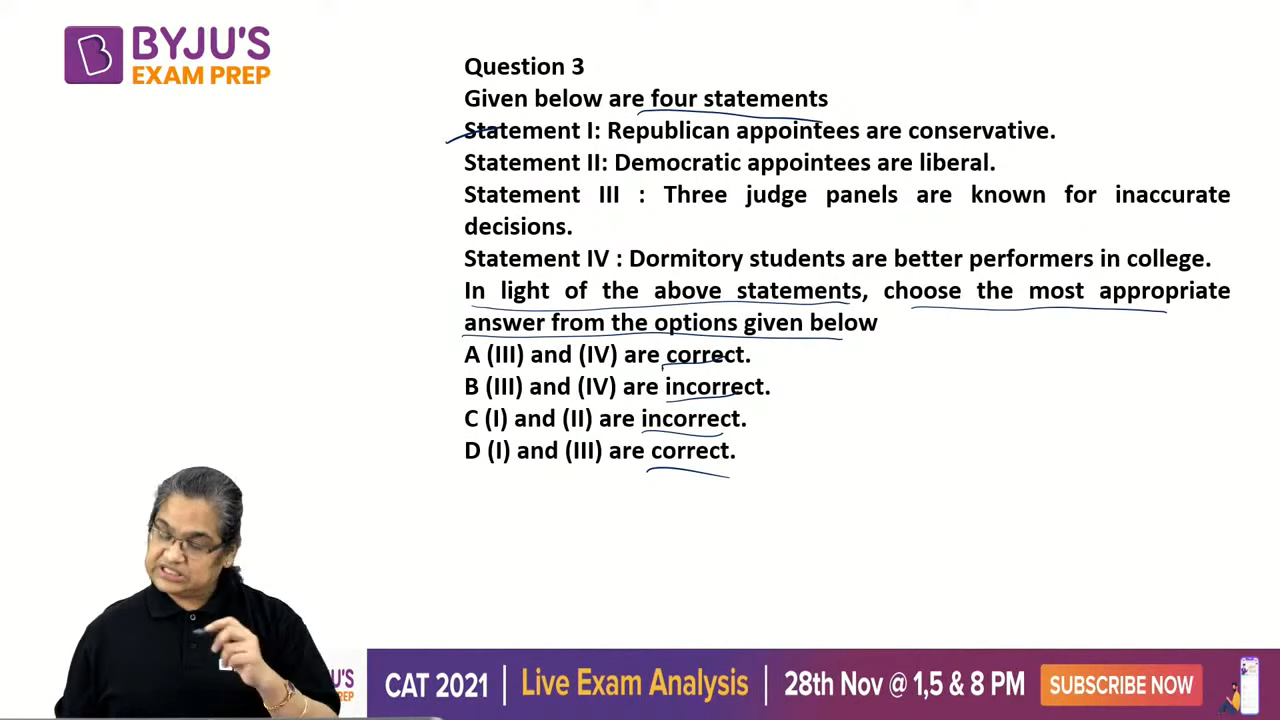 BYJU'S
EXAM PREP
Question 3
Given below are four statements
Statement I: Republican appointees are conservative.
Statement II: Democratic appointees are liberal.
Statement III : Three judge panels are known for inaccurate
decisions.
Statement IV : Dormitory students are better performers in college.
In light of the above statements, choose the most appropriate
answer from the options given below
A (III) and (IV) are correct.
B (III) and (IV) are incorrect.
C (I) and (II) are incorrect.
D (I) and (III) are correct.
CAT 2021 | Live Exam Analysis | 28th Nov @ 1,5 & 8 PM SUBSCRIBE NOW